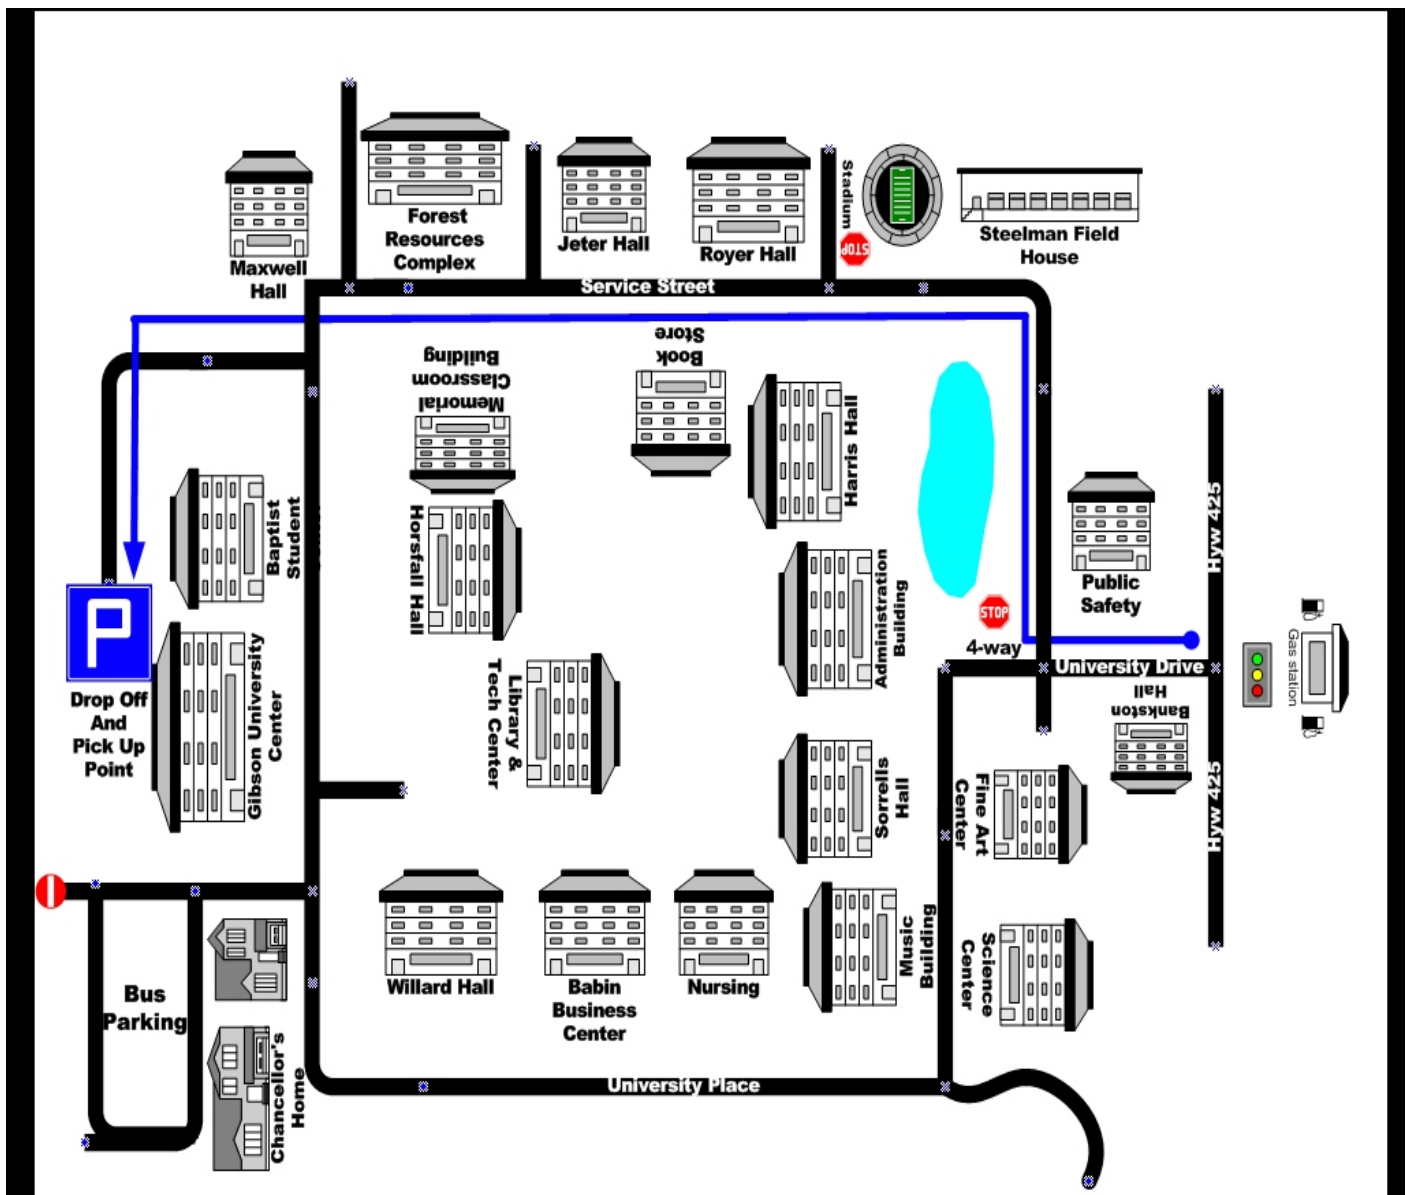 Stadium
STOP
Forest
Resources
Complex
Jeter Hall
Royer Hall
Steelman Field
House
Maxwell
Hall
Service Street
Book
Store
Memorial
Classroom
Building
Harris Hall
Hyw 425
Baptist
Student
Horsfall Hall
Administration
Building
Public
Safety
STOP
4-way
University Drive
Gas station
P
Drop Off
And
Pick Up
Point
Gibson University
Center
Library &
Tech Center
Bankston
Hall
Sorrells
Hall
Fine Art
Center
Hyw 425
Willard Hall
Babin
Business
Center
Nursing
Music
Building
Science
Center
Bus
Parking
Chancellor's
Home
University Place